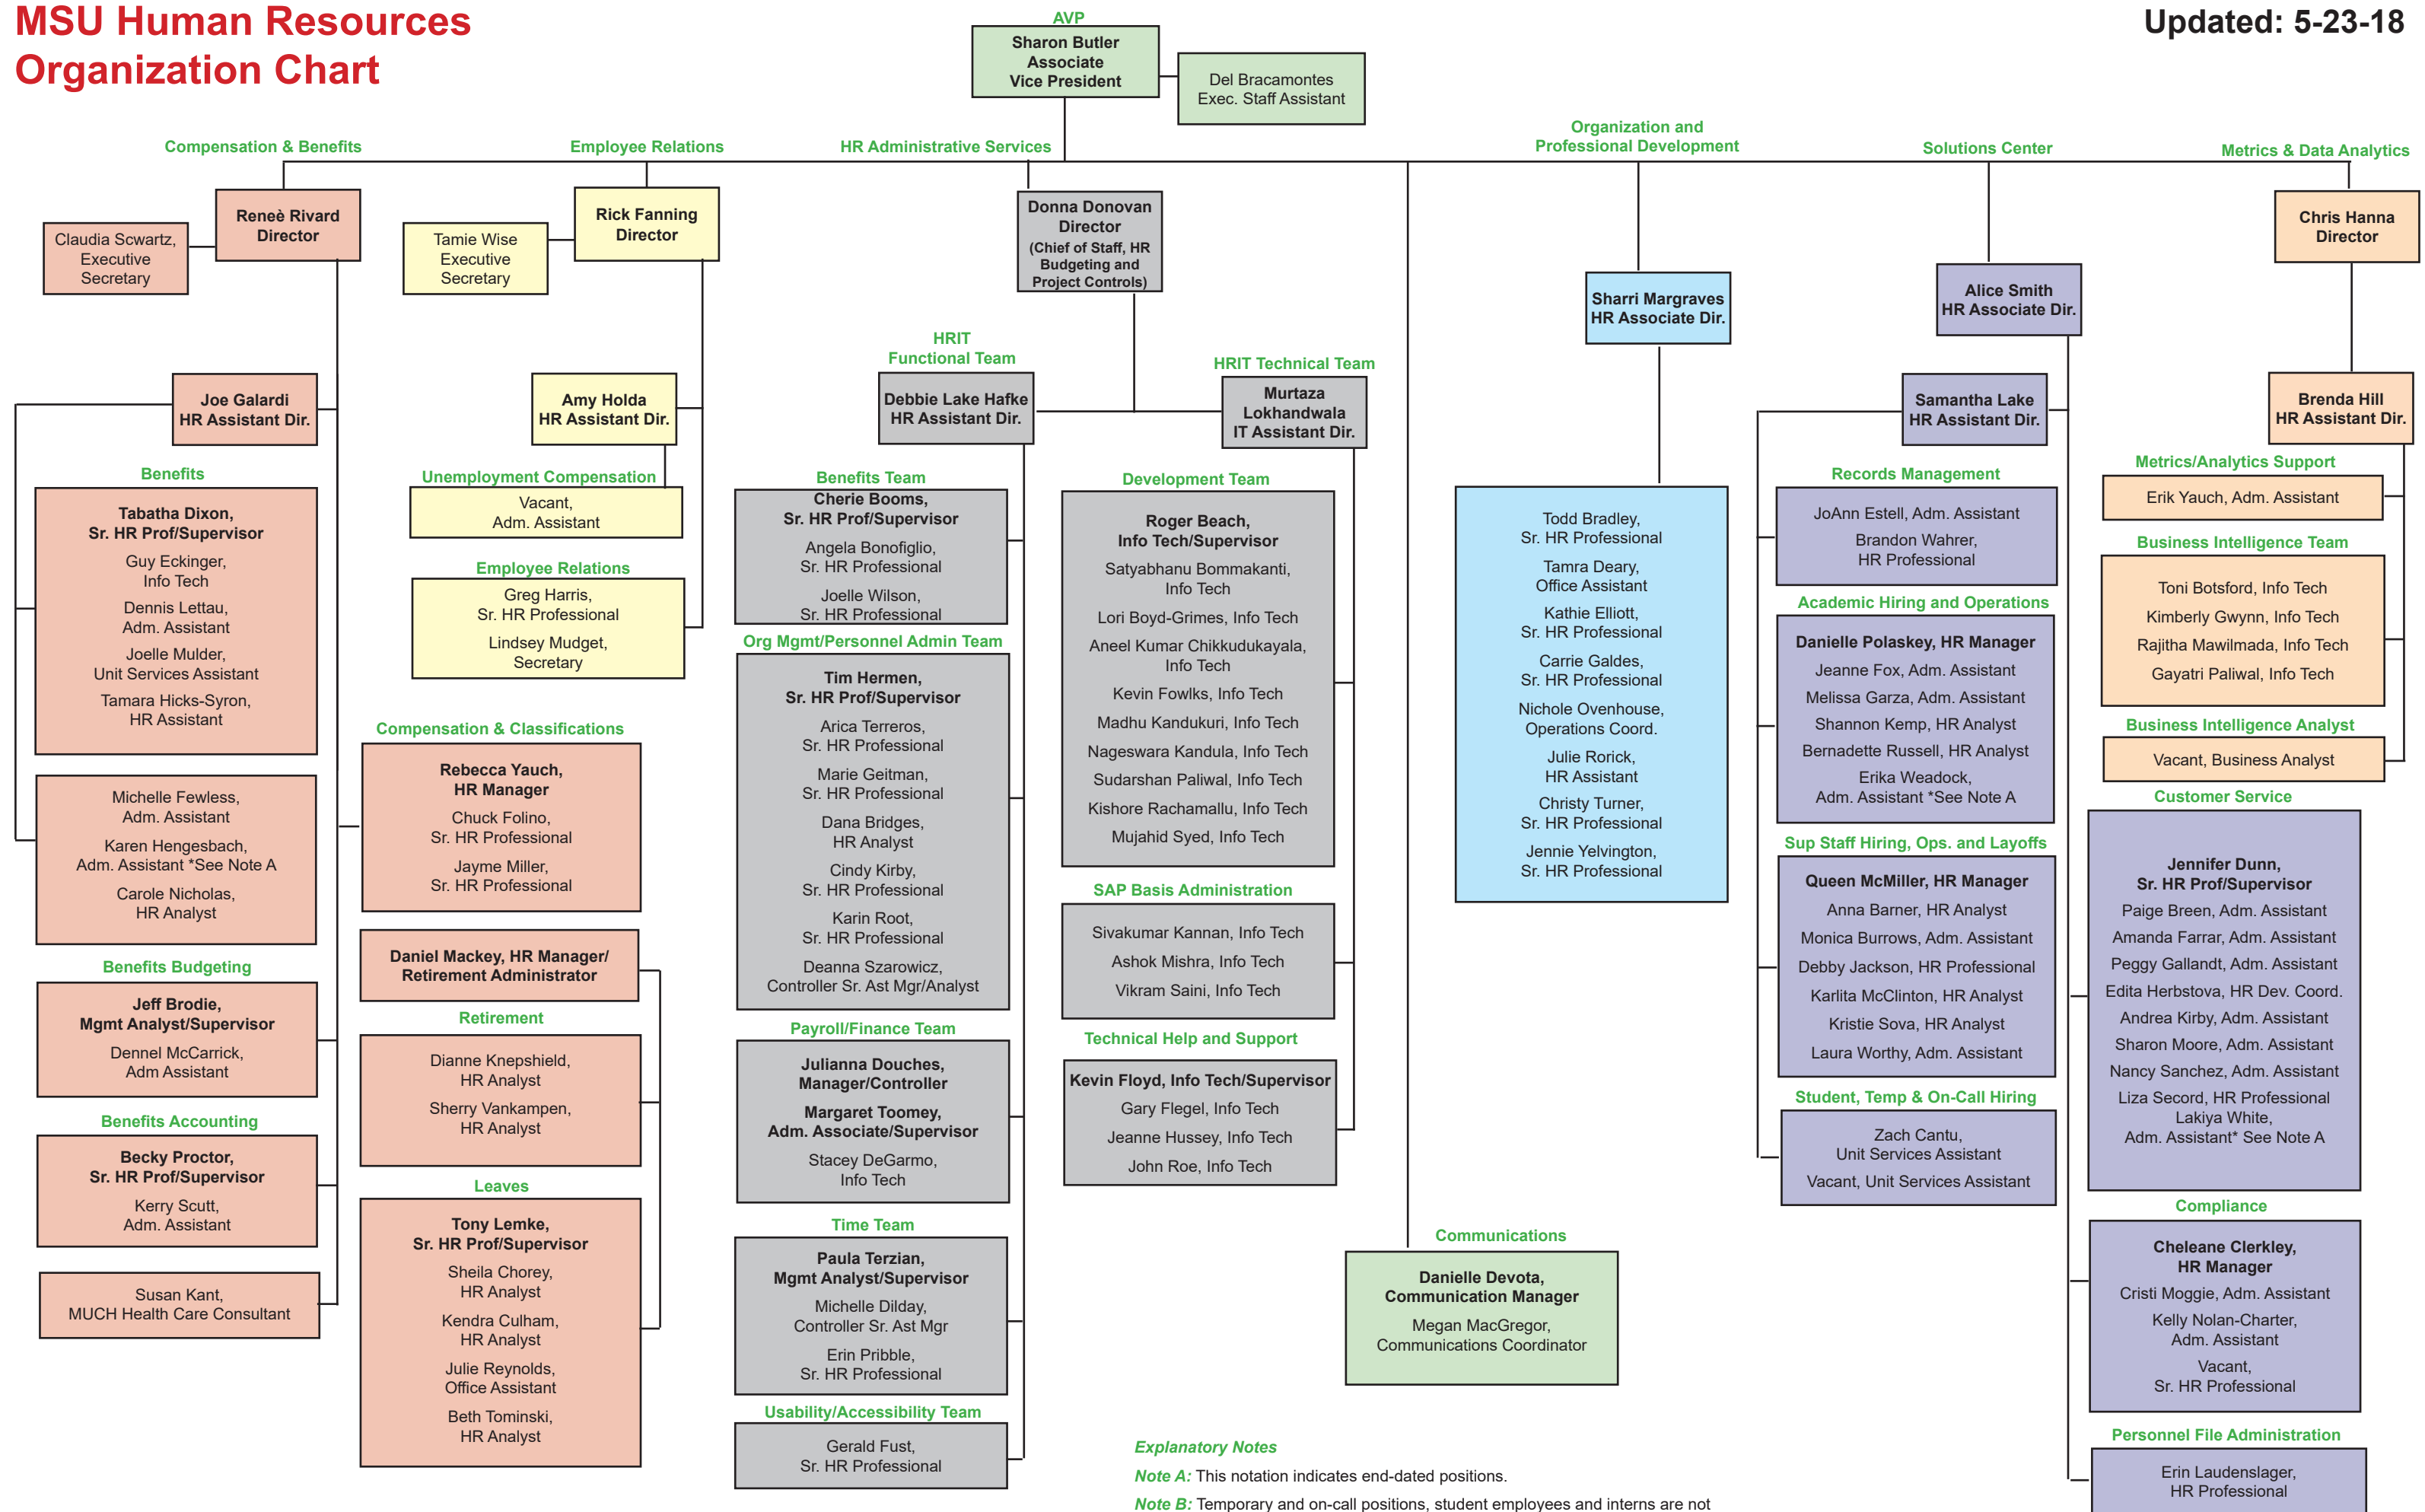 MSU Human Resources
Organization Chart
Updated: 5-23-18
AVP
Sharon Butler
Associate
Vice President
Del Bracamontes
Exec. Staff Assistant
Compensation & Benefits
Reneè Rivard
Director
Claudia Scwartz,
Executive
Secretary
Joe Galardi
HR Assistant Dir.
Benefits
Tabatha Dixon,
Sr. HR Prof/Supervisor
Guy Eckinger,
Info Tech
Dennis Lettau,
Adm. Assistant
Joelle Mulder,
Unit Services Assistant
Tamara Hicks-Syron,
HR Assistant
Michelle Fewless,
Adm. Assistant
Karen Hengesbach,
Adm. Assistant *See Note A
Carole Nicholas,
HR Analyst
Benefits Budgeting
Jeff Brodie,
Mgmt Analyst/Supervisor
Dennel McCarrick,
Adm Assistant
Benefits Accounting
Becky Proctor,
Sr. HR Prof/Supervisor
Kerry Scutt,
Adm. Assistant
Susan Kant,
MUCH Health Care Consultant
Compensation & Classifications
Rebecca Yauch,
HR Manager
Chuck Folino,
Sr. HR Professional
Jayme Miller,
Sr. HR Professional
Daniel Mackey, HR Manager/
Retirement Administrator
Retirement
Dianne Knepshield,
HR Analyst
Sherry Vankampen,
HR Analyst
Leaves
Tony Lemke,
Sr. HR Prof/Supervisor
Sheila Chorey,
HR Analyst
Kendra Culham,
HR Analyst
Julie Reynolds,
Office Assistant
Beth Tominski,
HR Analyst
Employee Relations
Rick Fanning
Director
Tamie Wise
Executive
Secretary
Amy Holda
HR Assistant Dir.
Unemployment Compensation
Vacant,
Adm. Assistant
Employee Relations
Greg Harris,
Sr. HR Professional
Lindsey Mudget,
Secretary
HR Administrative Services
Donna Donovan
Director
(Chief of Staff, HR
Budgeting and
Project Controls)
HRIT
Functional Team
Debbie Lake Hafke
HR Assistant Dir.
Benefits Team
Cherie Booms,
Sr. HR Prof/Supervisor
Angela Bonofiglio,
Sr. HR Professional
Joelle Wilson,
Sr. HR Professional
Org Mgmt/Personnel Admin Team
Tim Hermen,
Sr. HR Prof/Supervisor
Arica Terreros,
Sr. HR Professional
Marie Geitman,
Sr. HR Professional
Dana Bridges,
HR Analyst
Cindy Kirby,
Sr. HR Professional
Karin Root,
Sr. HR Professional
Deanna Szarowicz,
Controller Sr. Ast Mgr/Analyst
Payroll/Finance Team
Julianna Douches,
Manager/Controller
Margaret Toomey,
Adm. Associate/Supervisor
Stacey DeGarmo,
Info Tech
Time Team
Paula Terzian,
Mgmt Analyst/Supervisor
Michelle Dilday,
Controller Sr. Ast Mgr
Erin Pribble,
Sr. HR Professional
Usability/Accessibility Team
Gerald Fust,
Sr. HR Professional
HRIT Technical Team
Murtaza
Lokhandwala
IT Assistant Dir.
Development Team
Roger Beach,
Info Tech/Supervisor
Satyabhanu Bommakanti,
Info Tech
Lori Boyd-Grimes, Info Tech
Aneel Kumar Chikkudukayala,
Info Tech
Kevin Fowlks, Info Tech
Madhu Kandukuri, Info Tech
Nageswara Kandula, Info Tech
Sudarshan Paliwal, Info Tech
Kishore Rachamallu, Info Tech
Mujahid Syed, Info Tech
SAP Basis Administration
Sivakumar Kannan, Info Tech
Ashok Mishra, Info Tech
Vikram Saini, Info Tech
Technical Help and Support
Kevin Floyd, Info Tech/Supervisor
Gary Flegel, Info Tech
Jeanne Hussey, Info Tech
John Roe, Info Tech
Communications
Danielle Devota,
Communication Manager
Megan MacGregor,
Communications Coordinator
Organization and
Professional Development
Sharri Margraves
HR Associate Dir.
Todd Bradley,
Sr. HR Professional
Tamra Deary,
Office Assistant
Kathie Elliott,
Sr. HR Professional
Carrie Galdes,
Sr. HR Professional
Nichole Ovenhouse,
Operations Coord.
Julie Rorick,
HR Assistant
Christy Turner,
Sr. HR Professional
Jennie Yelvington,
Sr. HR Professional
Solutions Center
Alice Smith
HR Associate Dir.
Samantha Lake
HR Assistant Dir.
Records Management
JoAnn Estell, Adm. Assistant
Brandon Wahrer,
HR Professional
Academic Hiring and Operations
Danielle Polaskey, HR Manager
Jeanne Fox, Adm. Assistant
Melissa Garza, Adm. Assistant
Shannon Kemp, HR Analyst
Bernadette Russell, HR Analyst
Erika Weadock,
Adm. Assistant *See Note A
Sup Staff Hiring, Ops. and Layoffs
Queen McMiller, HR Manager
Anna Barner, HR Analyst
Monica Burrows, Adm. Assistant
Debby Jackson, HR Professional
Karlita McClinton, HR Analyst
Kristie Sova, HR Analyst
Laura Worthy, Adm. Assistant
Student, Temp & On-Call Hiring
Zach Cantu,
Unit Services Assistant
Vacant, Unit Services Assistant
Metrics & Data Analytics
Chris Hanna
Director
Brenda Hill
HR Assistant Dir.
Metrics/Analytics Support
Erik Yauch, Adm. Assistant
Business Intelligence Team
Toni Botsford, Info Tech
Kimberly Gwynn, Info Tech
Rajitha Mawilmada, Info Tech
Gayatri Paliwal, Info Tech
Business Intelligence Analyst
Vacant, Business Analyst
Customer Service
Jennifer Dunn,
Sr. HR Prof/Supervisor
Paige Breen, Adm. Assistant
Amanda Farrar, Adm. Assistant
Peggy Gallandt, Adm. Assistant
Edita Herbstova, HR Dev. Coord.
Andrea Kirby, Adm. Assistant
Sharon Moore, Adm. Assistant
Nancy Sanchez, Adm. Assistant
Liza Secord, HR Professional
Lakiya White,
Adm. Assistant* See Note A
Compliance
Cheleane Clerkley,
HR Manager
Cristi Moggie, Adm. Assistant
Kelly Nolan-Charter,
Adm. Assistant
Vacant,
Sr. HR Professional
Personnel File Administration
Erin Laudenslager,
HR Professional
Explanatory Notes
Note A: This notation indicates end-dated positions.
Note B: Temporary and on-call positions, student employees and interns are not